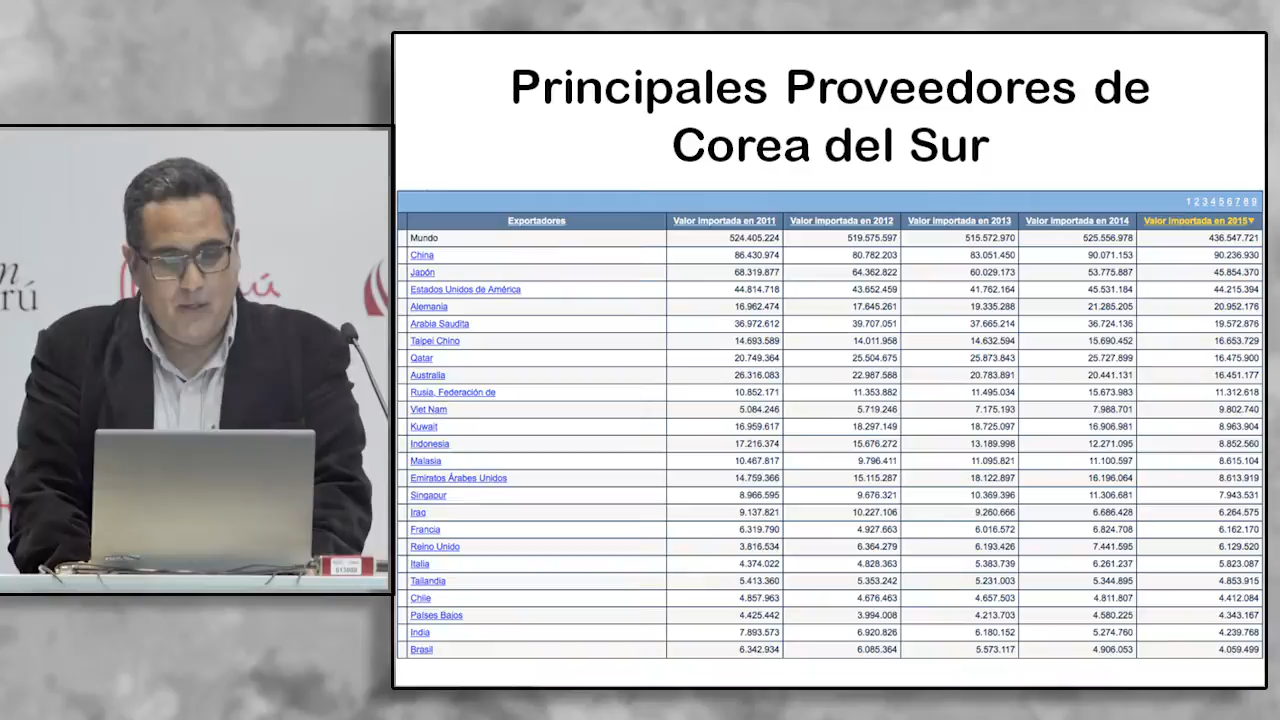 Principales Proveedores de
Corea del Sur
1 2 3 4 5 6 7 8 9
Exportadores Valor importada en 2011 Valor importada en 2012 Valor importada en 2013 Valor importada en 2014 Valor importada en 2015▼
Mundo 524.405.224 519.575.597 515.572.970 525.556.978 436.547.721
China 86.430.974 80.782.203 83.051.450 90.071.153 90.236.930
Japón 68.319.877 64.362.822 60.029.173 53.775.887 45.854.370
Estados Unidos de América 44.814.718 43.652.459 41.762.164 45.531.184 44.215.394
Alemania 16.962.474 17.645.261 19.335.288 21.285.205 20.952.176
Arabia Saudita 36.972.612 39.707.051 37.665.214 36.724.136 19.572.876
Taipei Chino 14.693.589 14.011.958 14.632.594 15.690.452 16.653.729
Qatar 20.749.364 25.504.675 25.873.843 25.727.899 16.475.900
Australia 26.316.083 22.987.588 20.783.891 20.441.131 16.451.177
Rusia, Federación de 10.852.171 11.353.882 11.495.034 15.673.983 11.312.618
Viet Nam 5.084.246 5.719.246 7.175.193 7.988.701 9.802.740
Kuwait 16.959.617 18.297.149 18.725.097 16.906.981 8.963.904
Indonesia 17.216.374 15.676.272 13.189.998 12.271.095 8.852.560
Malasia 10.467.817 9.796.411 11.095.821 11.100.597 8.615.104
Emiratos Árabes Unidos 14.759.366 15.115.287 18.122.897 16.196.064 8.613.919
Singapur 8.966.595 9.676.321 10.369.396 11.306.681 7.943.531
Iraq 9.137.821 10.227.106 9.260.666 6.686.428 6.264.575
Francia 6.319.790 4.927.663 6.016.572 6.824.708 6.162.170
Reino Unido 3.816.534 6.364.279 6.193.426 7.441.595 6.129.520
Italia 4.374.022 4.828.363 5.383.739 6.261.237 5.823.087
Tailandia 5.413.360 5.353.242 5.231.003 5.344.895 4.853.915
Chile 4.857.963 4.676.463 4.657.503 4.811.807 4.412.084
Países Bajos 4.425.442 3.994.008 4.213.703 4.580.225 4.343.167
India 7.893.573 6.920.826 6.180.152 5.274.760 4.239.768
Brasil 6.342.934 6.085.364 5.573.117 4.906.053 4.059.499